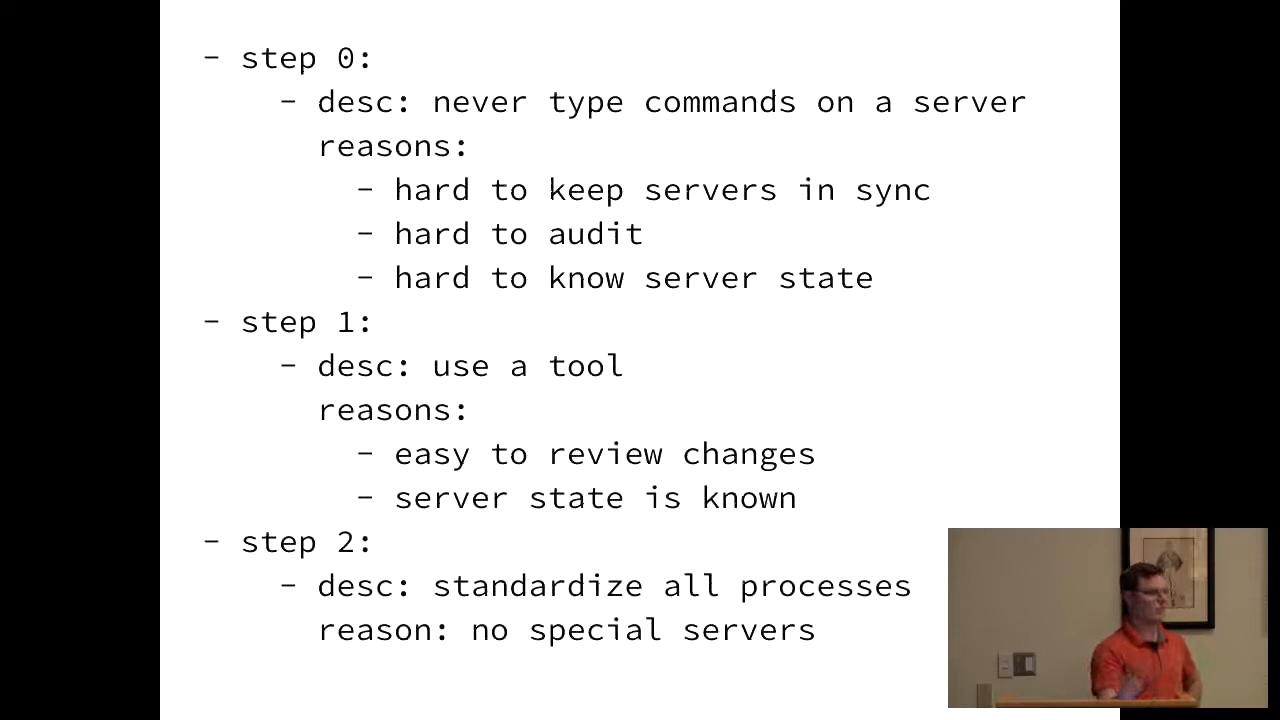 - step 0:
- desc: never type commands on a server
reasons:
- hard to keep servers in sync
- hard to audit
- hard to know server state
- step 1:
- desc: use a tool
reasons:
- easy to review changes
- server state is known
- step 2:
- desc: standardize all processes
reason: no special servers